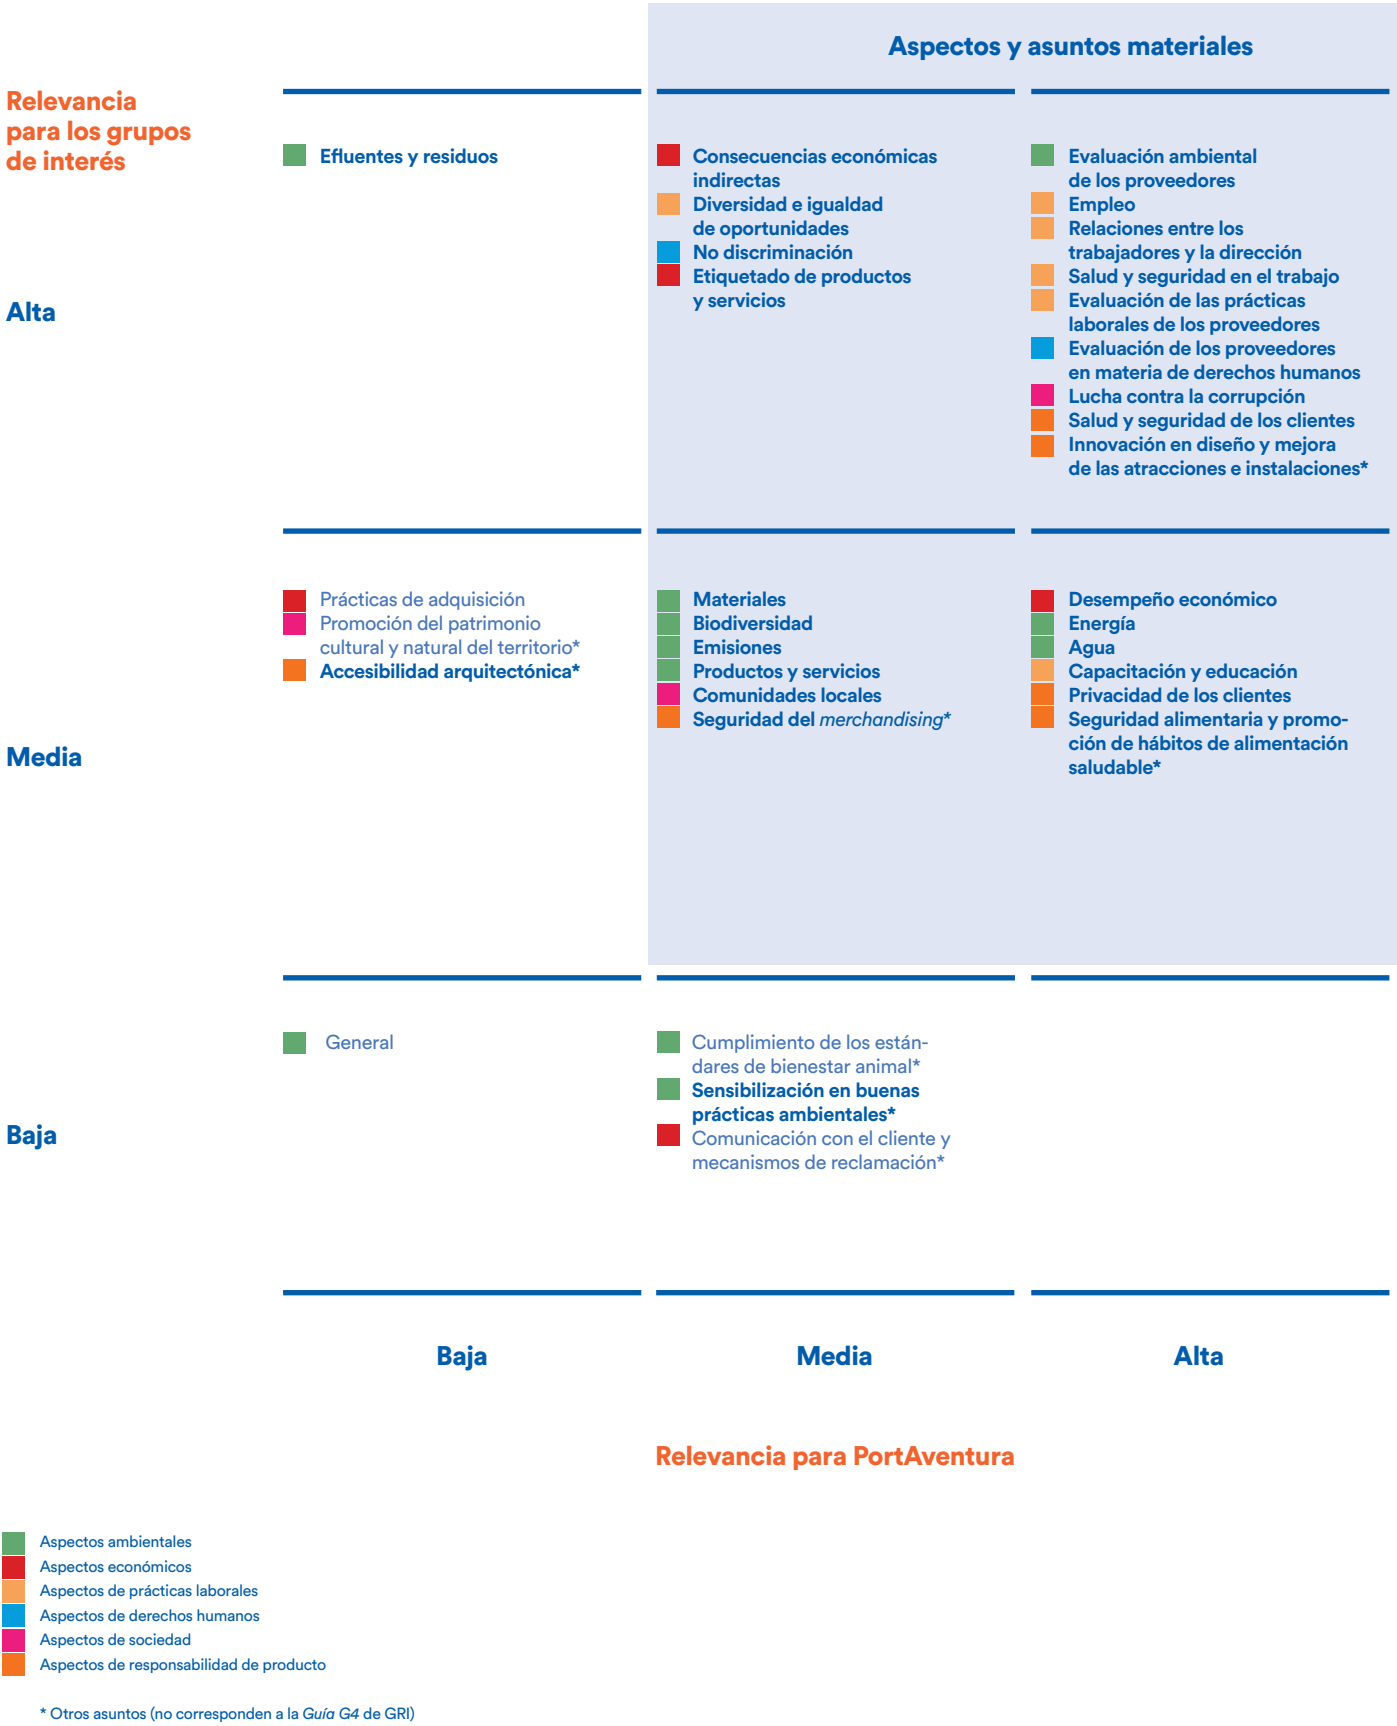 Aspectos y asuntos materiales
Relevancia
para los grupos
de interés
Alta
Efluentes y residuos
Consecuencias económicas
indirectas
Diversidad e igualdad
de oportunidades
No discriminación
Etiquetado de productos
y servicios
Evaluación ambiental
de los proveedores
Empleo
Relaciones entre los
trabajadores y la dirección
Salud y seguridad en el trabajo
Evaluación de las prácticas
laborales de los proveedores
Evaluación de los proveedores
en materia de derechos humanos
Lucha contra la corrupción
Salud y seguridad de los clientes
Innovación en diseño y mejora
de las atracciones e instalaciones*
Media
Prácticas de adquisición
Promoción del patrimonio
cultural y natural del territorio*
Accesibilidad arquitectónica*
Materiales
Biodiversidad
Emisiones
Productos y servicios
Comunidades locales
Seguridad del merchandising*
Desempeño económico
Energía
Agua
Capacitación y educación
Privacidad de los clientes
Seguridad alimentaria y promo-
ción de hábitos de alimentación
saludable*
Baja
General
Cumplimiento de los están-
dares de bienestar animal*
Sensibilización en buenas
prácticas ambientales*
Comunicación con el cliente y
mecanismos de reclamación*
Baja
Media
Alta
Relevancia para PortAventura
Aspectos ambientales
Aspectos económicos
Aspectos de prácticas laborales
Aspectos de derechos humanos
Aspectos de sociedad
Aspectos de responsabilidad de producto
* Otros asuntos (no corresponden a la Guía G4 de GRI)